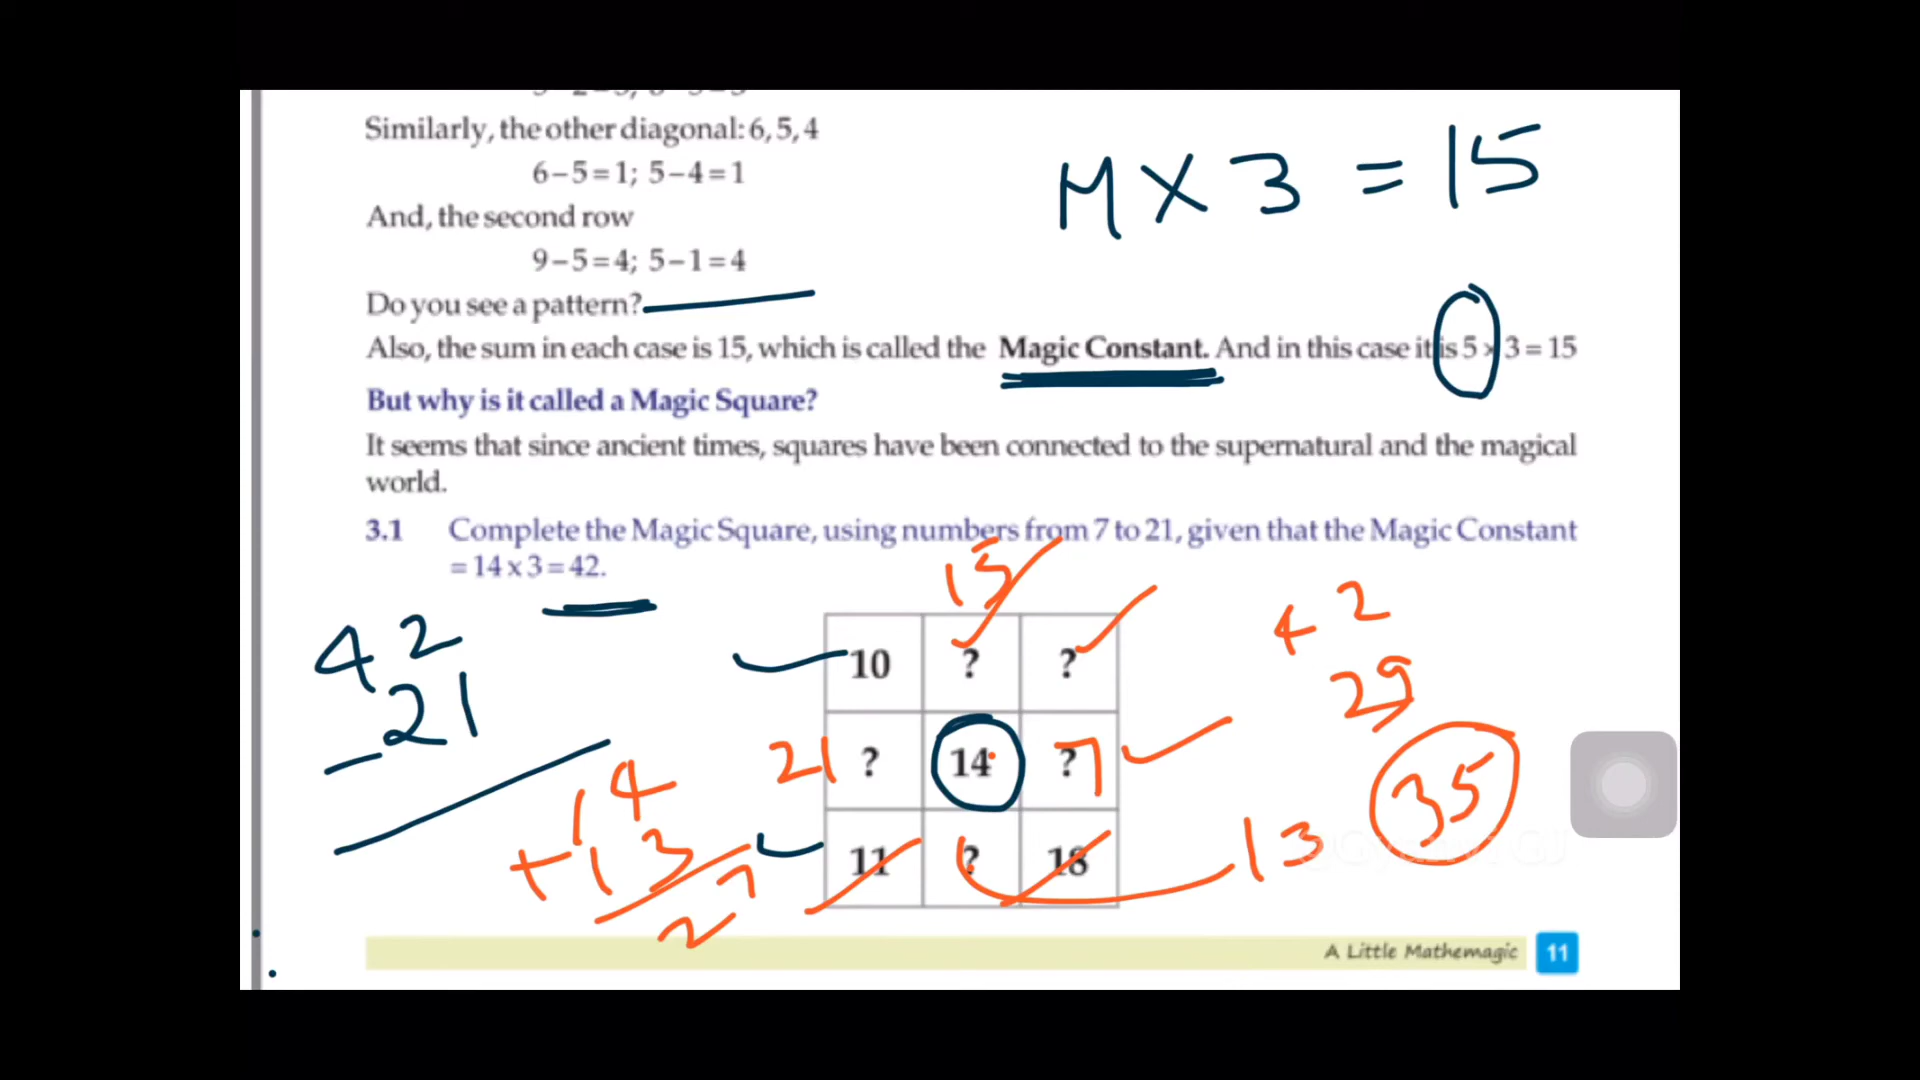 Similarly, the other diagonal: 6, 5, 4
6 – 5 = 1; 5 – 4 = 1
And, the second row
9 – 5 = 4; 5 – 1 = 4
Do you see a pattern?
Also, the sum in each case is 15, which is called the Magic Constant. And in this case it is 5 x 3 = 15
M X 3 = 15
But why is it called a Magic Square?
It seems that since ancient times, squares have been connected to the supernatural and the magical
world.
3.1 Complete the Magic Square, using numbers from 7 to 21, given that the Magic Constant
= 14 x 3 = 42.
15
10 ? ?
21 ? 14 ? 7
11 ? 18
13
42
– 21
14
+ 13
27
42
29
35
A Little Mathemagic 11